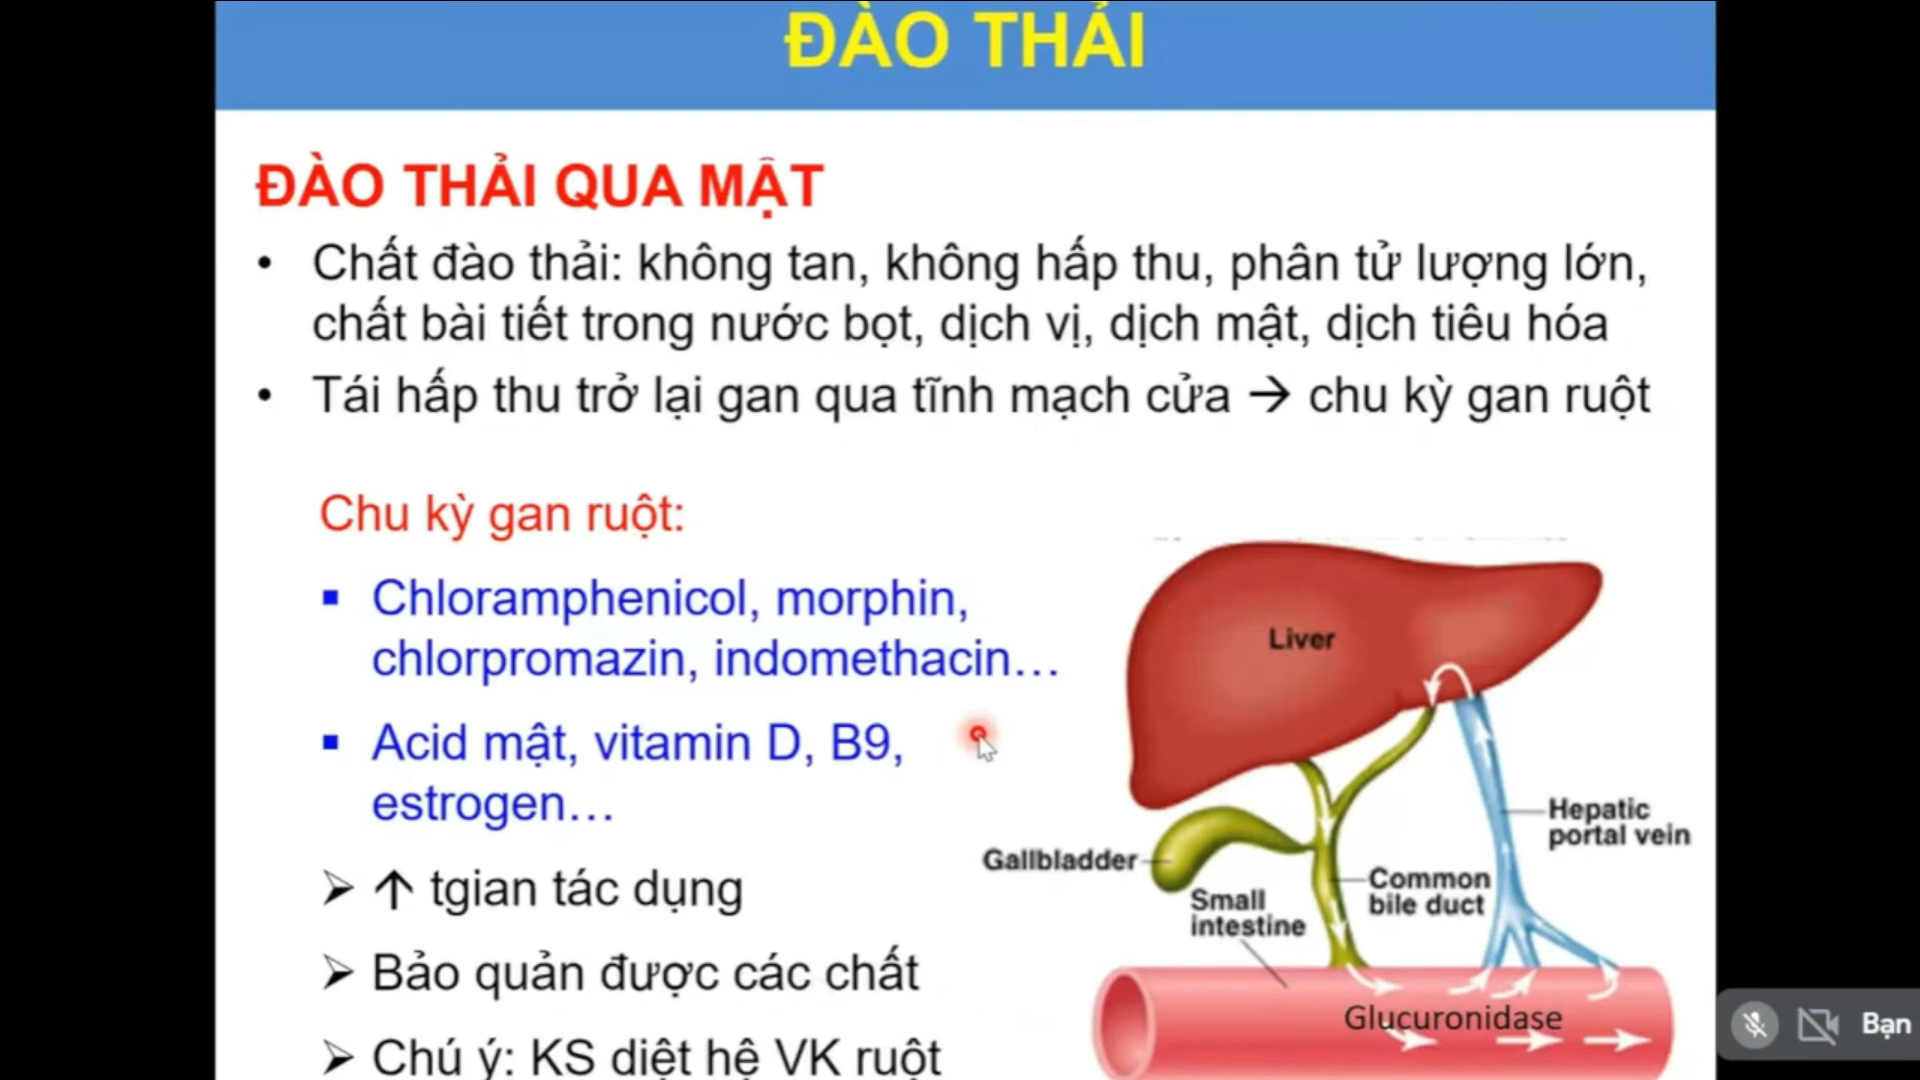 ĐÀO THẢI
ĐÀO THẢI QUA MẬT
• Chất đào thải: không tan, không hấp thu, phân tử lượng lớn,
chất bài tiết trong nước bọt, dịch vị, dịch mật, dịch tiêu hóa
• Tái hấp thu trở lại gan qua tĩnh mạch cửa → chu kỳ gan ruột
Chu kỳ gan ruột:
▪ Chloramphenicol, morphin,
chlorpromazin, indomethacin…
▪ Acid mật, vitamin D, B9,
estrogen…
➢ ↑ tgian tác dụng
➢ Bảo quản được các chất
➢ Chú ý: KS diệt hệ VK ruột
Liver
Hepatic
portal vein
Gallbladder
Common
bile duct
Small
intestine
Glucuronidase
Bạn